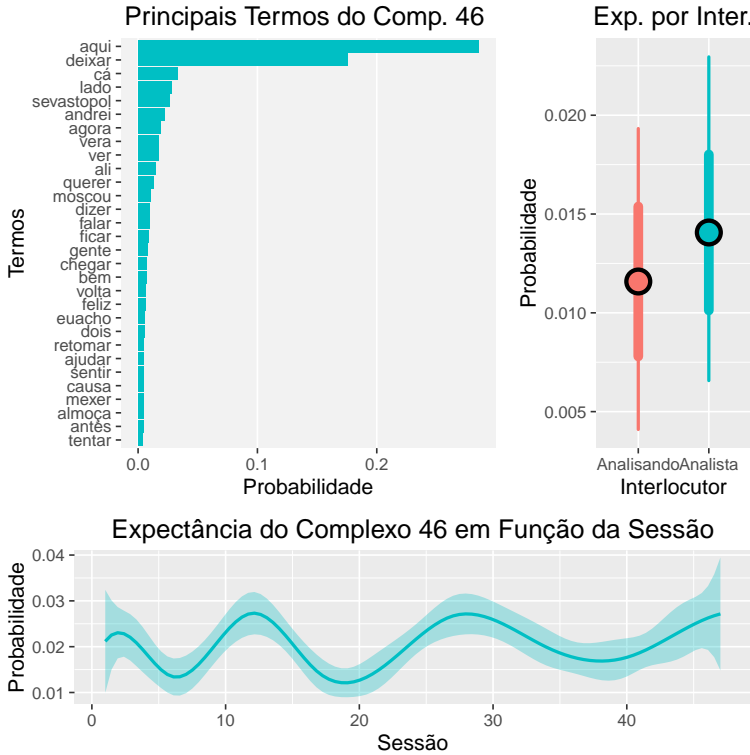 Principais Termos do Comp. 46
Termos
aqui
deixar
cá
lado
sevastopol
andrei
agora
vera
ver
ali
querer
moscou
dizer
falar
ficar
gente
chegar
bem
volta
feliz
euacho
dois
retomar
ajudar
sentir
causa
mexer
almoça
antes
tentar
0.0 0.1 0.2
Probabilidade
Exp. por Inter.
Probabilidade
0.020
0.015
0.010
0.005
Analisando Analista
Interlocutor
Expectância do Complexo 46 em Função da Sessão
Probabilidade
0.04
0.03
0.02
0.01
0 10 20 30 40
Sessão